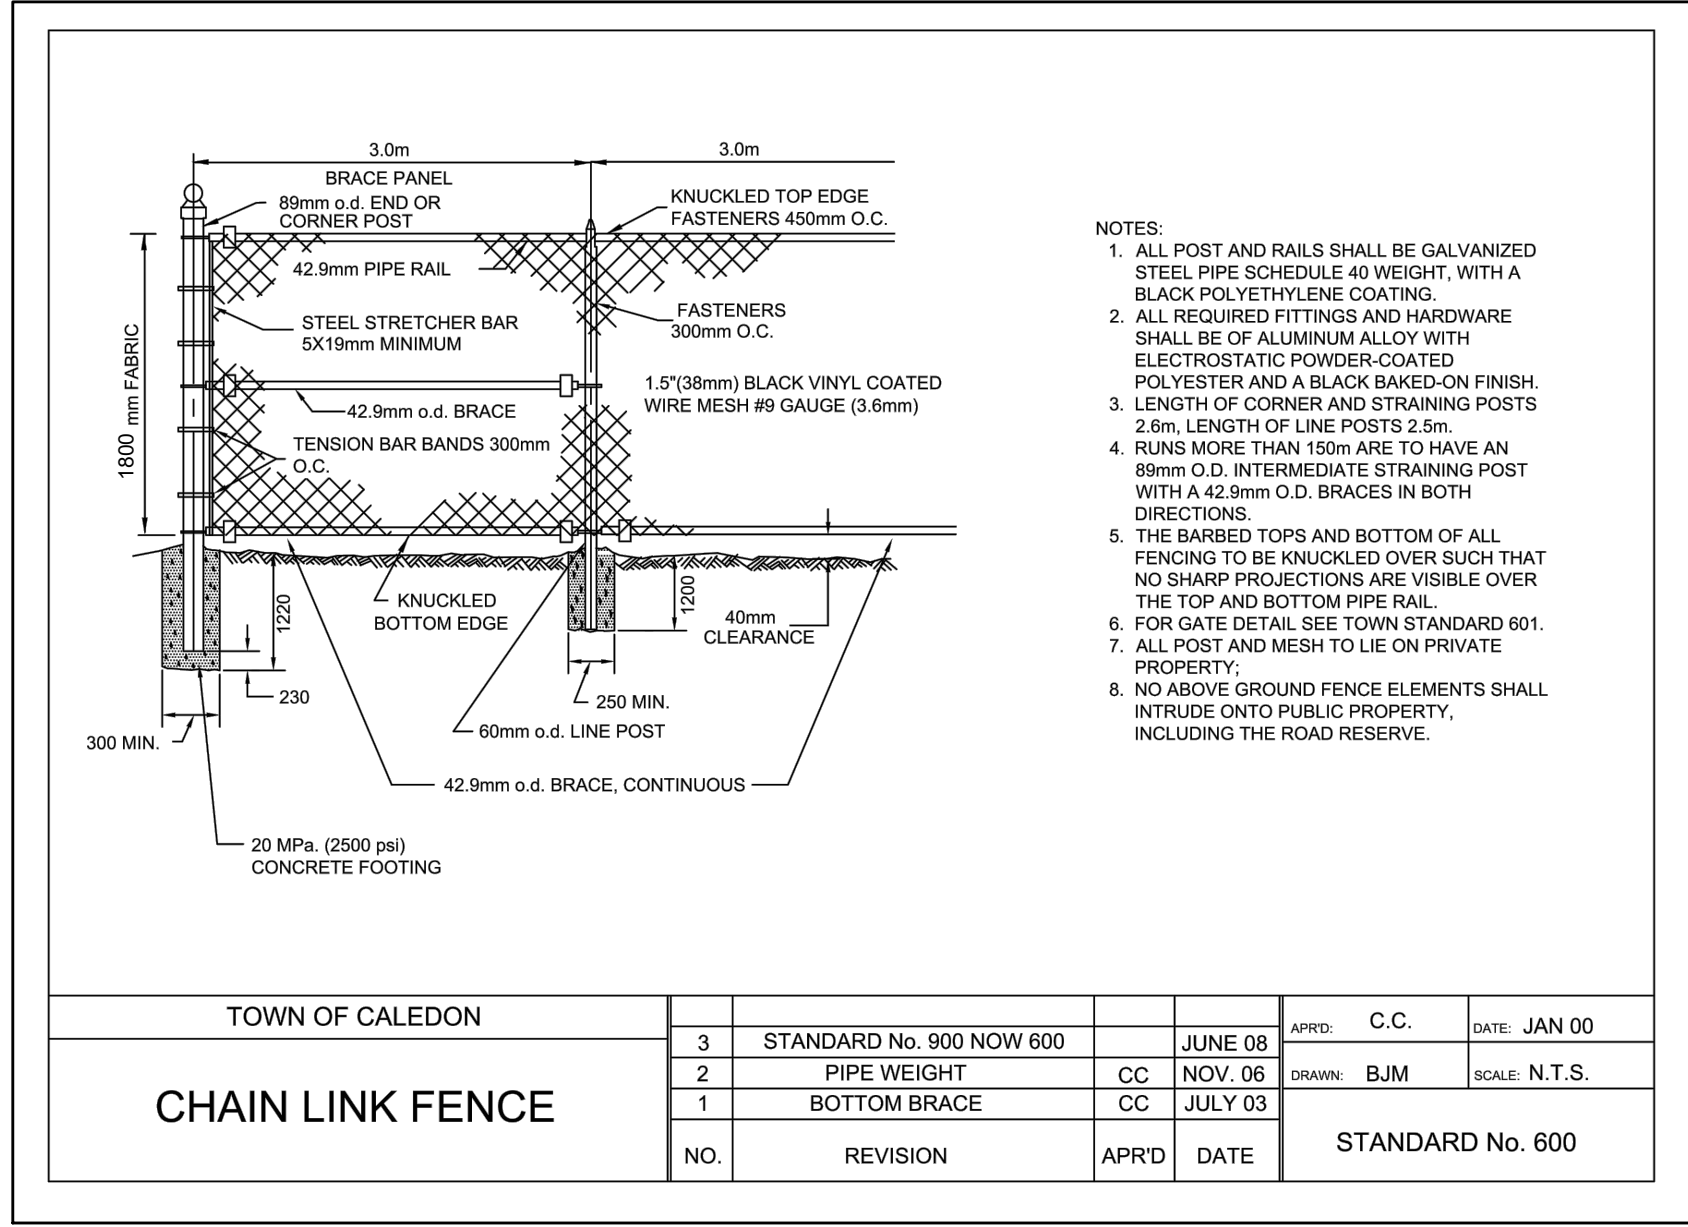 3.0m
3.0m
BRACE PANEL
89mm o.d. END OR
CORNER POST
KNUCKLED TOP EDGE
FASTENERS 450mm O.C.
42.9mm PIPE RAIL
STEEL STRETCHER BAR
5X19mm MINIMUM
FASTENERS
300mm O.C.
1800 mm FABRIC
42.9mm o.d. BRACE
1.5"(38mm) BLACK VINYL COATED
WIRE MESH #9 GAUGE (3.6mm)
TENSION BAR BANDS 300mm
O.C.
KNUCKLED
BOTTOM EDGE
1220
1200
40mm
CLEARANCE
230
250 MIN.
300 MIN.
60mm o.d. LINE POST
42.9mm o.d. BRACE, CONTINUOUS
20 MPa. (2500 psi)
CONCRETE FOOTING
NOTES:
1. ALL POST AND RAILS SHALL BE GALVANIZED
STEEL PIPE SCHEDULE 40 WEIGHT, WITH A
BLACK POLYETHYLENE COATING.
2. ALL REQUIRED FITTINGS AND HARDWARE
SHALL BE OF ALUMINUM ALLOY WITH
ELECTROSTATIC POWDER-COATED
POLYESTER AND A BLACK BAKED-ON FINISH.
3. LENGTH OF CORNER AND STRAINING POSTS
2.6m, LENGTH OF LINE POSTS 2.5m.
4. RUNS MORE THAN 150m ARE TO HAVE AN
89mm O.D. INTERMEDIATE STRAINING POST
WITH A 42.9mm O.D. BRACES IN BOTH
DIRECTIONS.
5. THE BARBED TOPS AND BOTTOM OF ALL
FENCING TO BE KNUCKLED OVER SUCH THAT
NO SHARP PROJECTIONS ARE VISIBLE OVER
THE TOP AND BOTTOM PIPE RAIL.
6. FOR GATE DETAIL SEE TOWN STANDARD 601.
7. ALL POST AND MESH TO LIE ON PRIVATE
PROPERTY;
8. NO ABOVE GROUND FENCE ELEMENTS SHALL
INTRUDE ONTO PUBLIC PROPERTY,
INCLUDING THE ROAD RESERVE.
TOWN OF CALEDON
CHAIN LINK FENCE
3 STANDARD No. 900 NOW 600 JUNE 08
2 PIPE WEIGHT CC NOV. 06
1 BOTTOM BRACE CC JULY 03
NO. REVISION APR'D DATE
APR'D: C.C. DATE: JAN 00
DRAWN: BJM SCALE: N.T.S.
STANDARD No. 600